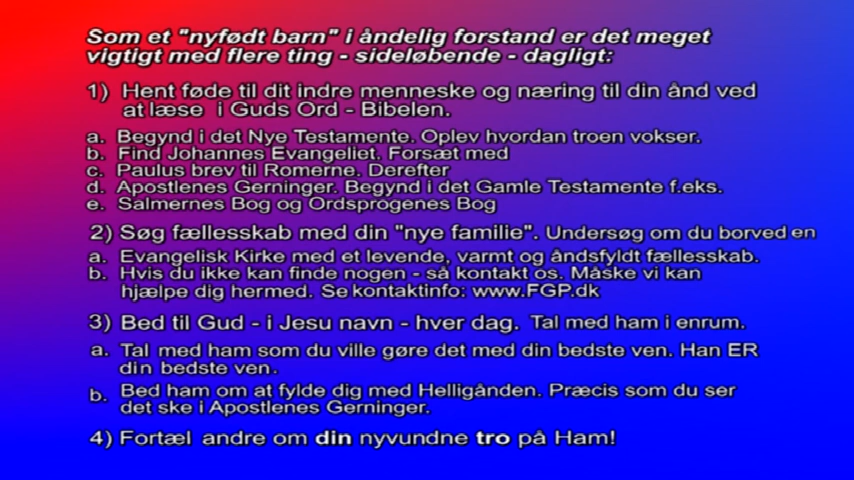 Som et "nyfødt barn" i åndelig forstand er det meget
vigtigt med flere ting - sideløbende - dagligt:
1) Hent føde til dit indre menneske og næring til din ånd ved
at læse i Guds Ord - Bibelen.
a. Begynd i det Nye Testamente. Oplev hvordan troen vokser.
b. Find Johannes Evangeliet. Forsæt med
c. Paulus brev til Romerne. Derefter
d. Apostlenes Gerninger. Begynd i det Gamle Testamente f.eks.
e. Salmernes Bog og Ordsprogenes Bog
2) Søg fællesskab med din "nye familie". Undersøg om du bor ved en
a. Evangelisk Kirke med et levende, varmt og åndsfyldt fællesskab.
b. Hvis du ikke kan finde nogen - så kontakt os. Måske vi kan
hjælpe dig hermed. Se kontaktinfo: www.FGP.dk
3) Bed til Gud - i Jesu navn - hver dag. Tal med ham i enrum.
a. Tal med ham som du ville gøre det med din bedste ven. Han ER
din bedste ven.
b. Bed ham om at fylde dig med Helligånden. Præcis som du ser
det ske i Apostlenes Gerninger.
4) Fortæl andre om din nyvundne tro på Ham!